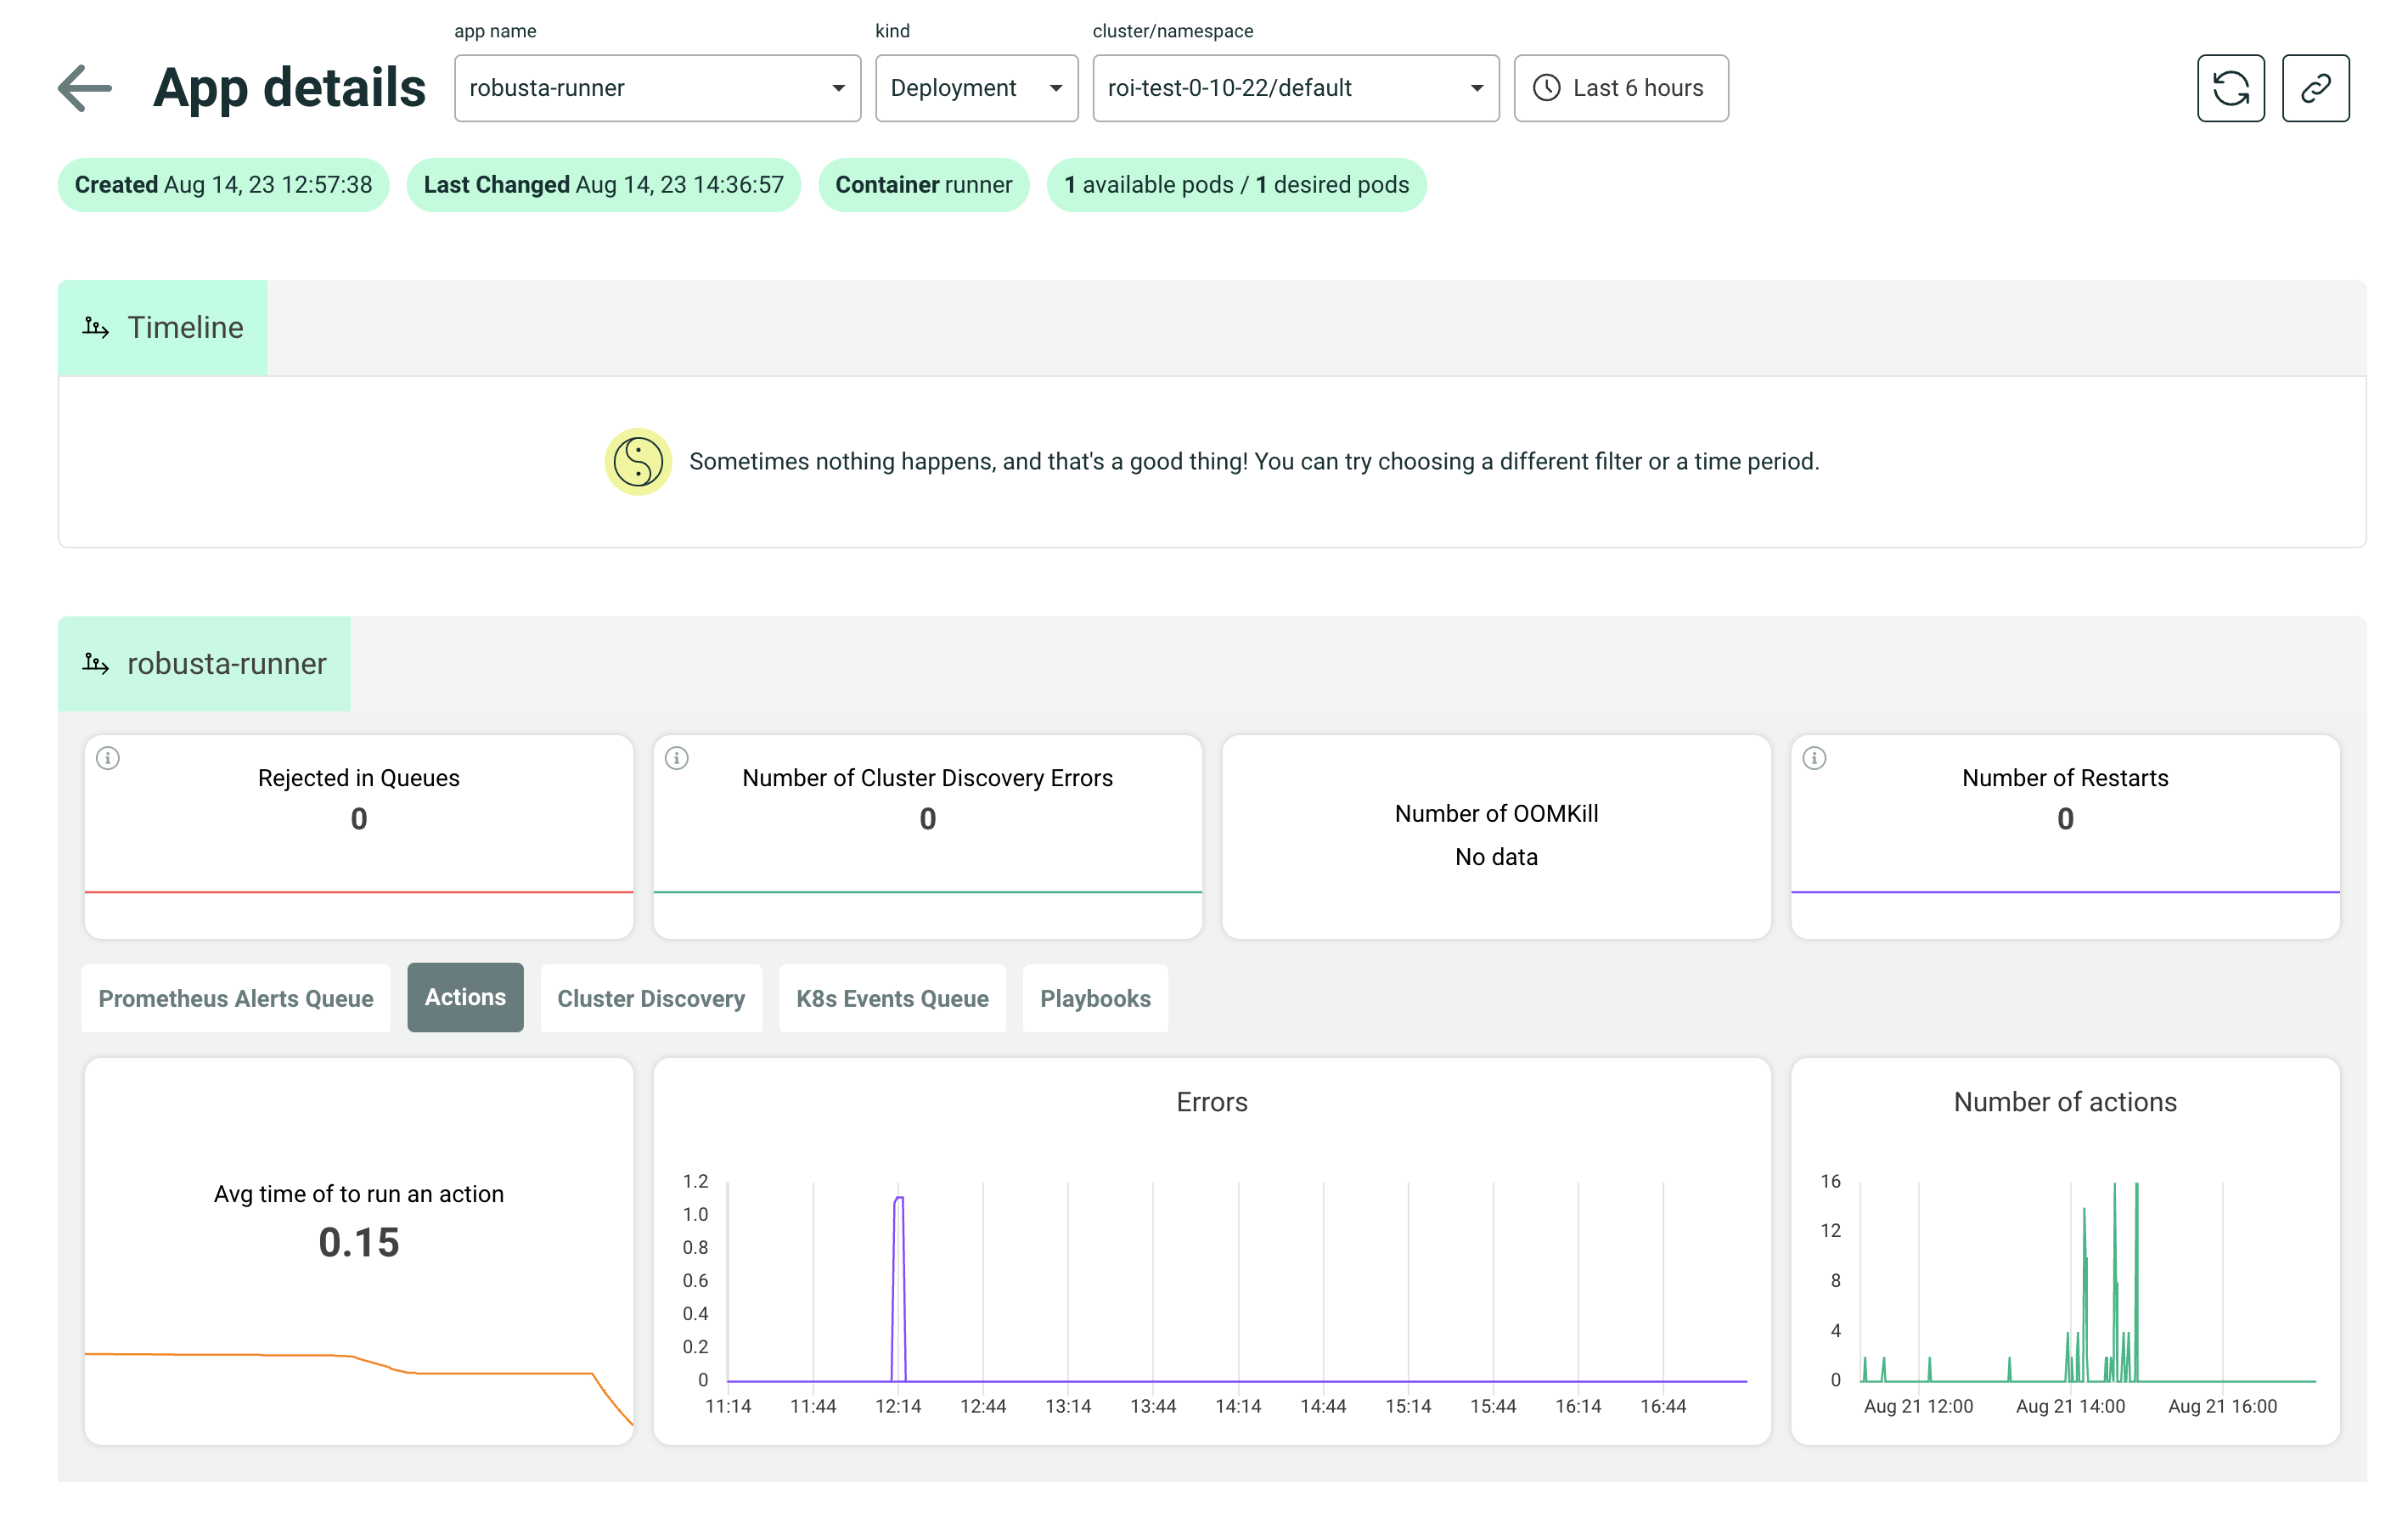 app name
kind
cluster/namespace
App details
robusta-runner
Deployment
roi-test-0-10-22/default
Last 6 hours
Created Aug 14, 23 12:57:38
Last Changed Aug 14, 23 14:36:57
Container runner
1 available pods / 1 desired pods
Timeline
Sometimes nothing happens, and that's a good thing! You can try choosing a different filter or a time period.
robusta-runner
Rejected in Queues
0
Number of Cluster Discovery Errors
0
Number of OOMKill
No data
Number of Restarts
0
Prometheus Alerts Queue
Actions
Cluster Discovery
K8s Events Queue
Playbooks
Avg time of to run an action
0.15
Errors
1.2
1.0
0.8
0.6
0.4
0.2
0
11:14 11:44 12:14 12:44 13:14 13:44 14:14 14:44 15:14 15:44 16:14 16:44
Number of actions
16
12
8
4
0
Aug 21 12:00 Aug 21 14:00 Aug 21 16:00